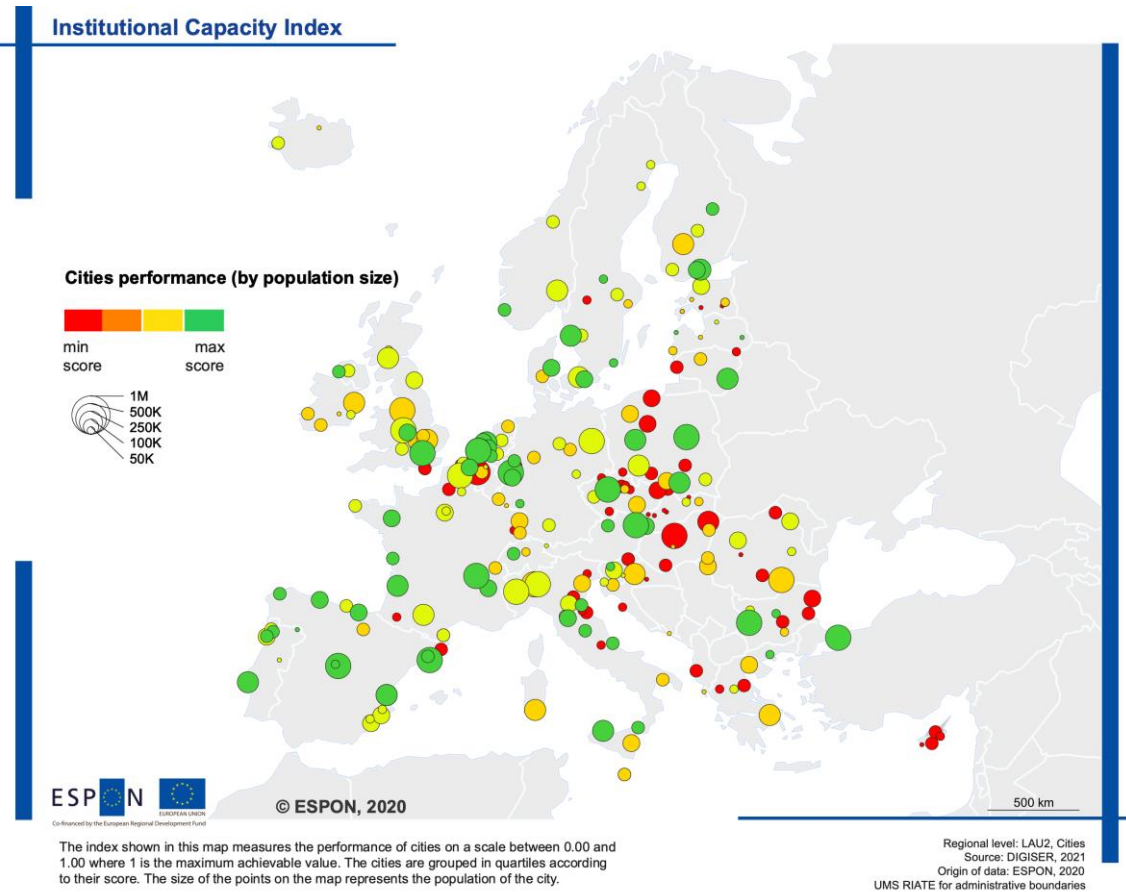 Institutional Capacity Index
Cities performance (by population size)
min
score
max
score
1M
500K
250K
100K
50K
ESPON
EUROPEAN UNION
Co-financed by the European Regional Development Fund
© ESPON, 2020
500 km
The index shown in this map measures the performance of cities on a scale between 0.00 and
1.00 where 1 is the maximum achievable value. The cities are grouped in quartiles according
to their score. The size of the points on the map represents the population of the city.
Regional level: LAU2, Cities
Source: DIGISER, 2021
Origin of data: ESPON, 2020
UMS RIATE for administrative boundaries